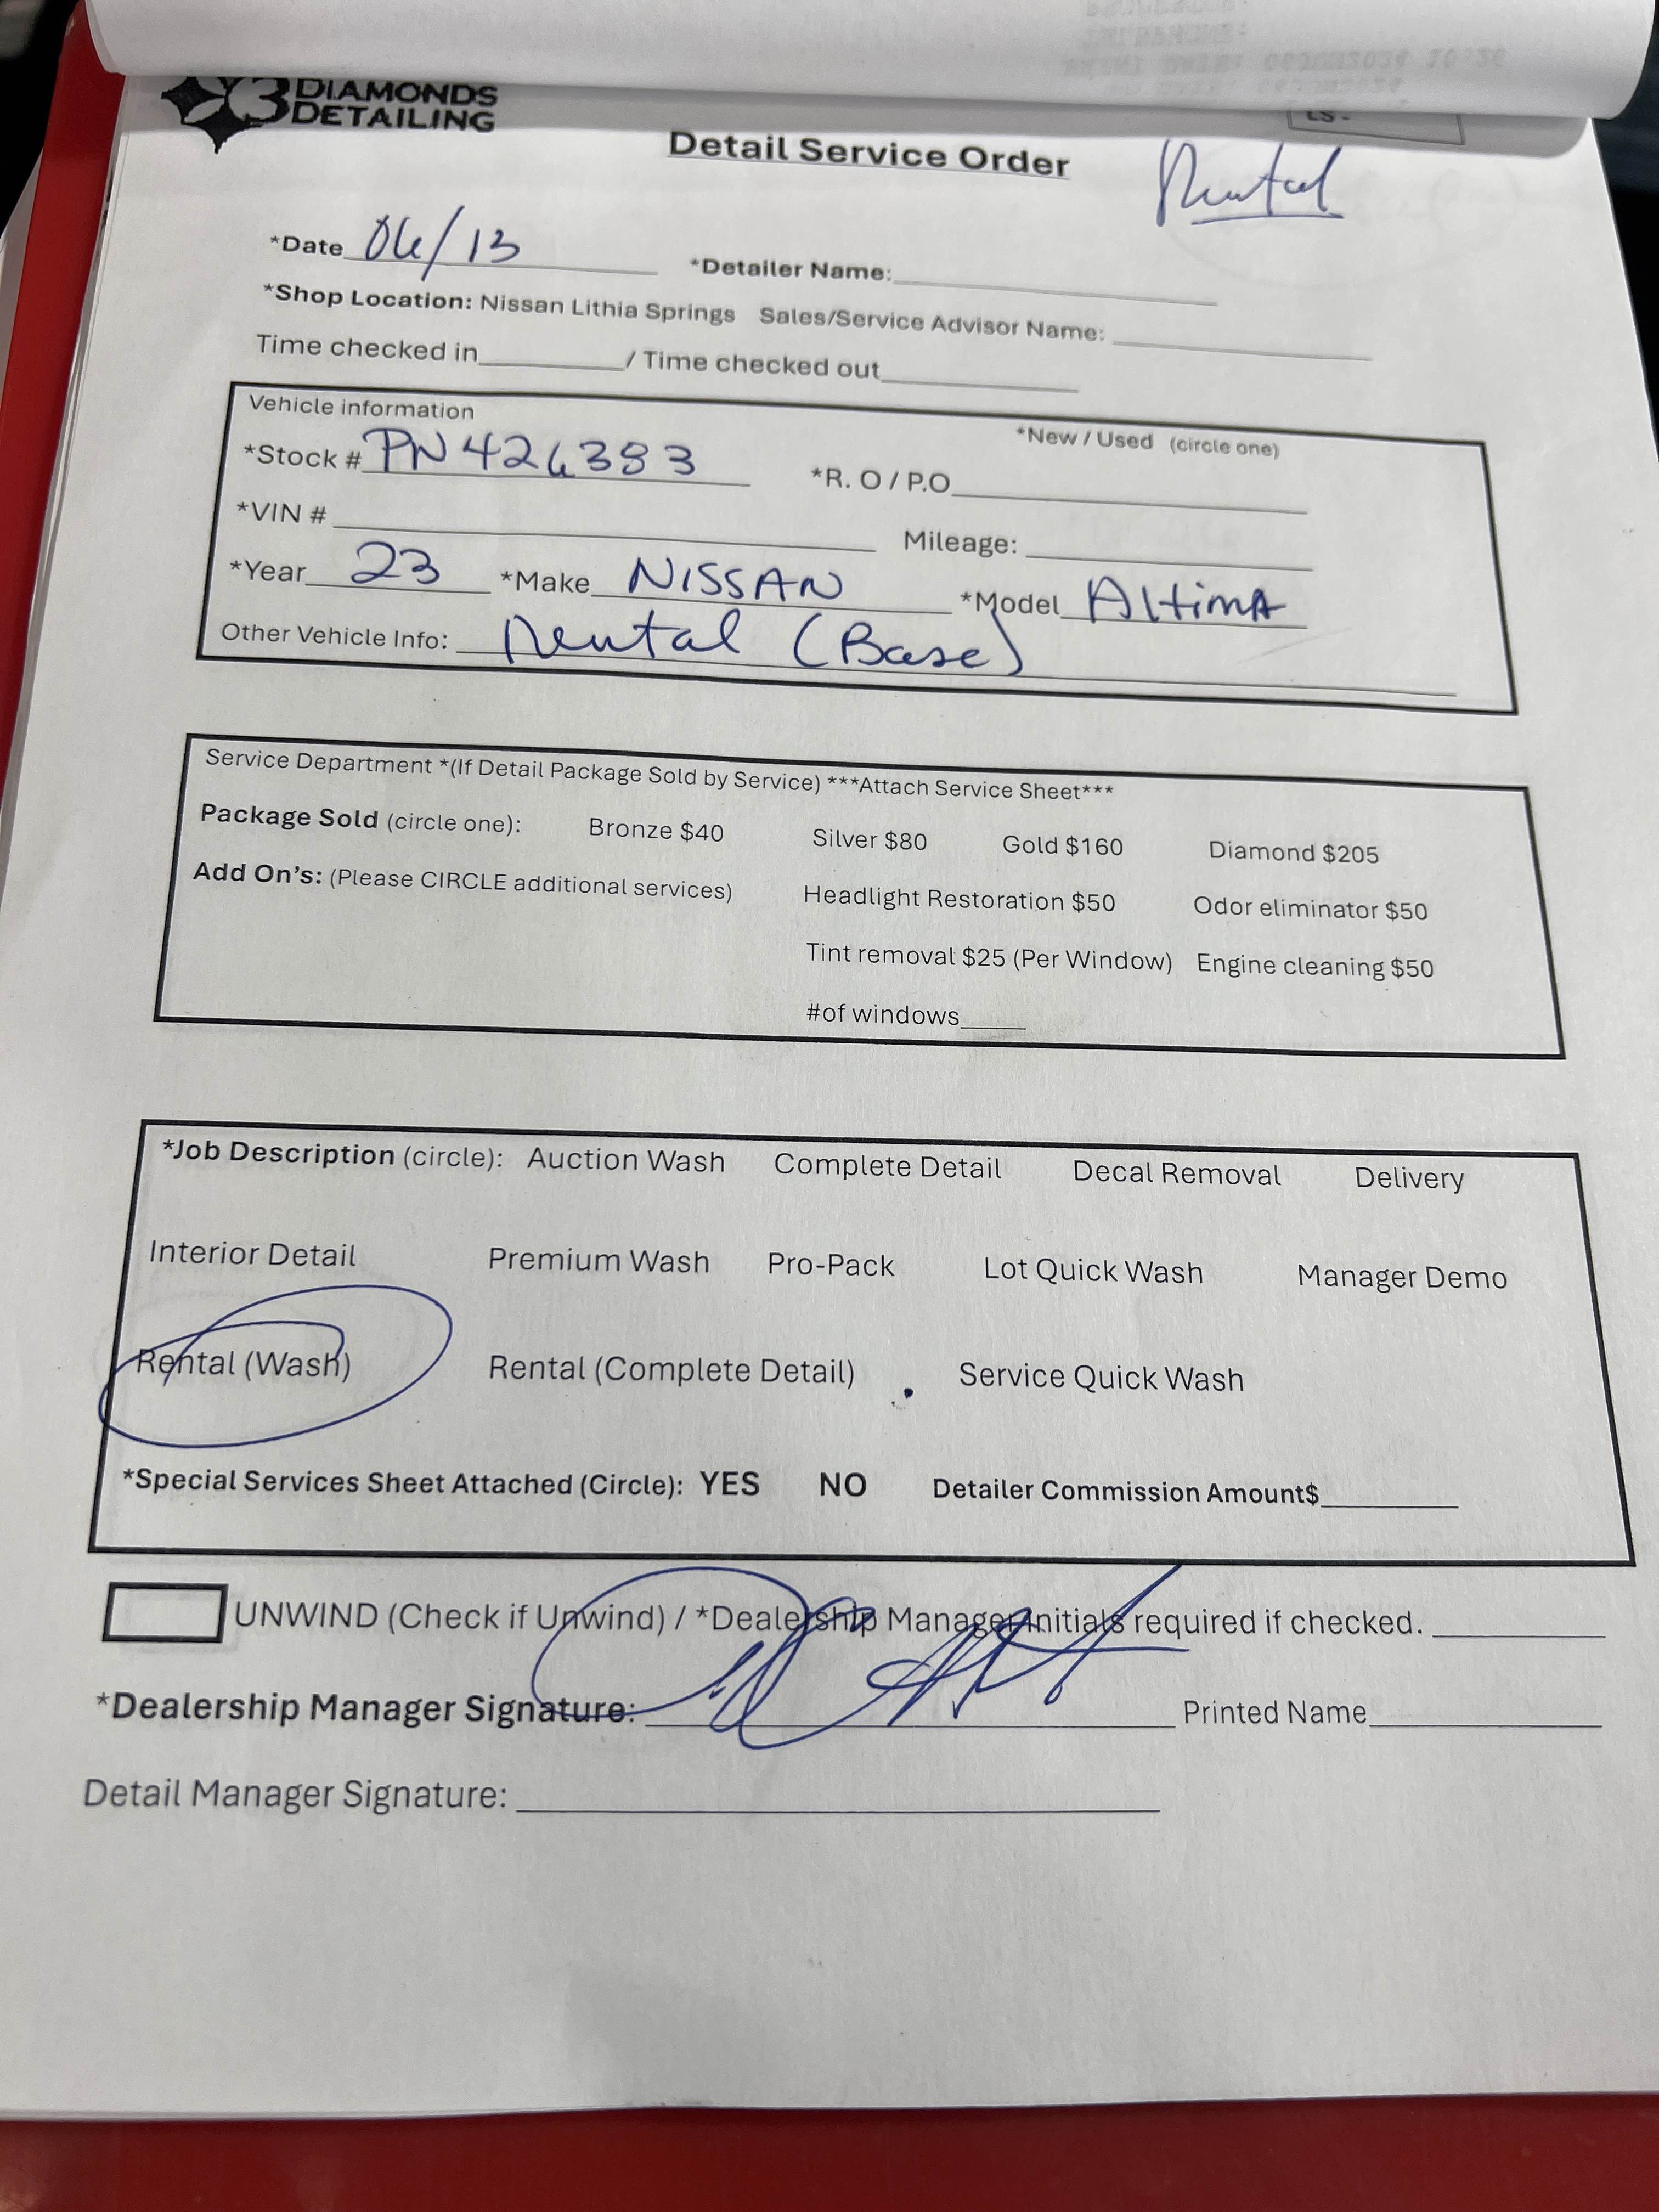 3 DIAMONDS
DETAILING
Detail Service Order
Rental
*Date 06/13 *Detailer Name:
*Shop Location: Nissan Lithia Springs Sales/Service Advisor Name:
Time checked in / Time checked out
Vehicle information
*New / Used (circle one)
*Stock # PN426383 *R. O / P.O
*VIN # Mileage:
*Year 23 *Make NISSAN *Model AltimA
Other Vehicle Info: Rental (Base)
Service Department *(If Detail Package Sold by Service) ***Attach Service Sheet***
Package Sold (circle one): Bronze $40 Silver $80 Gold $160 Diamond $205
Add On's: (Please CIRCLE additional services) Headlight Restoration $50 Odor eliminator $50
Tint removal $25 (Per Window) Engine cleaning $50
#of windows
*Job Description (circle): Auction Wash Complete Detail Decal Removal Delivery
Interior Detail Premium Wash Pro-Pack Lot Quick Wash Manager Demo
Rental (Wash) Rental (Complete Detail) Service Quick Wash
*Special Services Sheet Attached (Circle): YES NO Detailer Commission Amount$
UNWIND (Check if Unwind) / *Dealership Manager Initials required if checked.
*Dealership Manager Signature: Printed Name
Detail Manager Signature: